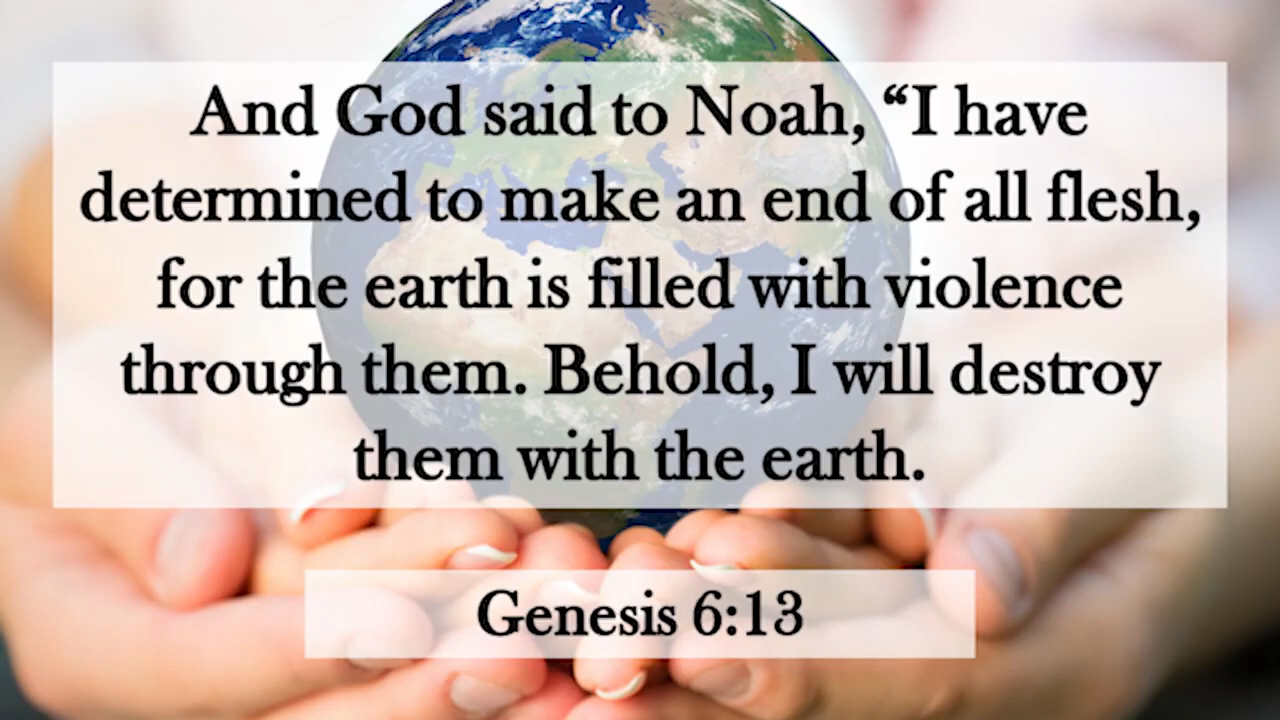 And God said to Noah, “I have
determined to make an end of all flesh,
for the earth is filled with violence
through them. Behold, I will destroy
them with the earth.
Genesis 6:13